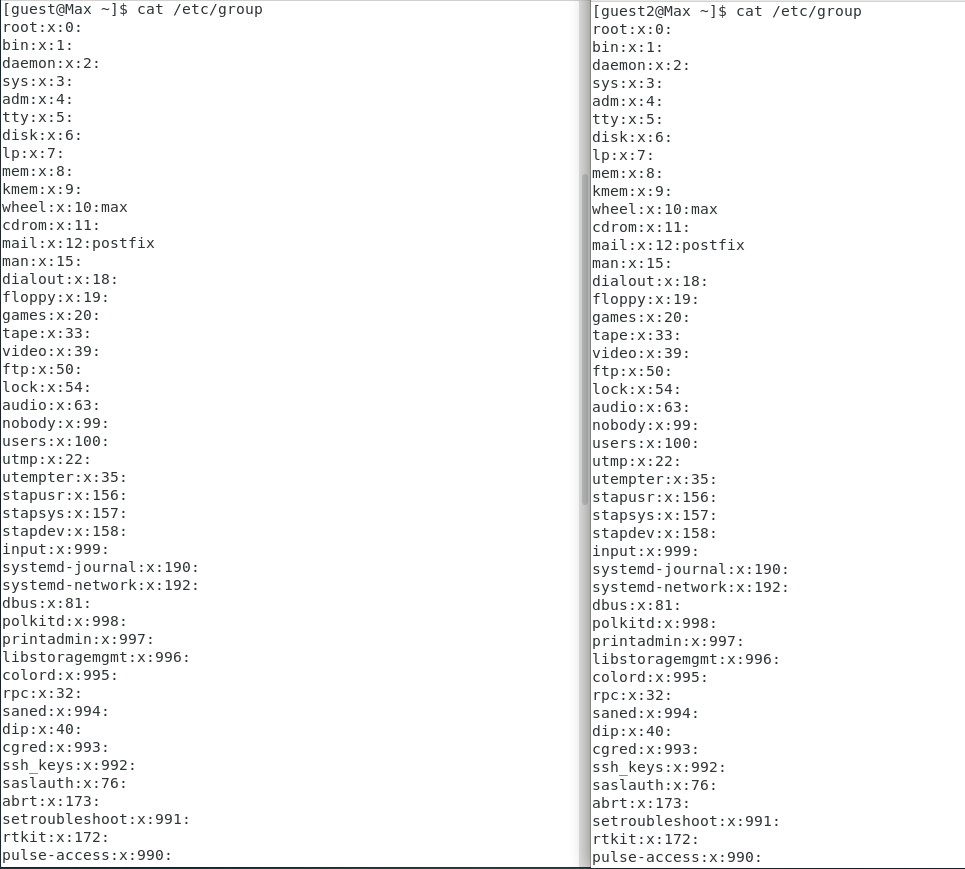 [guest@Max ~]$ cat /etc/group
root:x:0:
bin:x:1:
daemon:x:2:
sys:x:3:
adm:x:4:
tty:x:5:
disk:x:6:
lp:x:7:
mem:x:8:
kmem:x:9:
wheel:x:10:max
cdrom:x:11:
mail:x:12:postfix
man:x:15:
dialout:x:18:
floppy:x:19:
games:x:20:
tape:x:33:
video:x:39:
ftp:x:50:
lock:x:54:
audio:x:63:
nobody:x:99:
users:x:100:
utmp:x:22:
utempter:x:35:
stapusr:x:156:
stapsys:x:157:
stapdev:x:158:
input:x:999:
systemd-journal:x:190:
systemd-network:x:192:
dbus:x:81:
polkitd:x:998:
printadmin:x:997:
libstoragemgmt:x:996:
colord:x:995:
rpc:x:32:
saned:x:994:
dip:x:40:
cgred:x:993:
ssh_keys:x:992:
saslauth:x:76:
abrt:x:173:
setroubleshoot:x:991:
rtkit:x:172:
pulse-access:x:990:
[guest2@Max ~]$ cat /etc/group
root:x:0:
bin:x:1:
daemon:x:2:
sys:x:3:
adm:x:4:
tty:x:5:
disk:x:6:
lp:x:7:
mem:x:8:
kmem:x:9:
wheel:x:10:max
cdrom:x:11:
mail:x:12:postfix
man:x:15:
dialout:x:18:
floppy:x:19:
games:x:20:
tape:x:33:
video:x:39:
ftp:x:50:
lock:x:54:
audio:x:63:
nobody:x:99:
users:x:100:
utmp:x:22:
utempter:x:35:
stapusr:x:156:
stapsys:x:157:
stapdev:x:158:
input:x:999:
systemd-journal:x:190:
systemd-network:x:192:
dbus:x:81:
polkitd:x:998:
printadmin:x:997:
libstoragemgmt:x:996:
colord:x:995:
rpc:x:32:
saned:x:994:
dip:x:40:
cgred:x:993:
ssh_keys:x:992:
saslauth:x:76:
abrt:x:173:
setroubleshoot:x:991:
rtkit:x:172:
pulse-access:x:990: